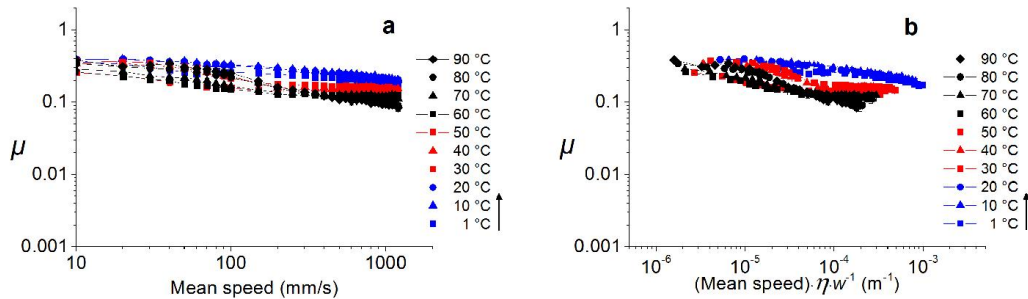 a
1
0.1
0.01
0.001
μ
10
100
1000
Mean speed (mm/s)
90 °C
80 °C
70 °C
60 °C
50 °C
40 °C
30 °C
20 °C
10 °C
1 °C
b
1
0.1
0.01
0.001
μ
10⁻⁶
10⁻⁵
10⁻⁴
10⁻³
(Mean speed)·η·w⁻¹ (m⁻¹)
90 °C
80 °C
70 °C
60 °C
50 °C
40 °C
30 °C
20 °C
10 °C
1 °C